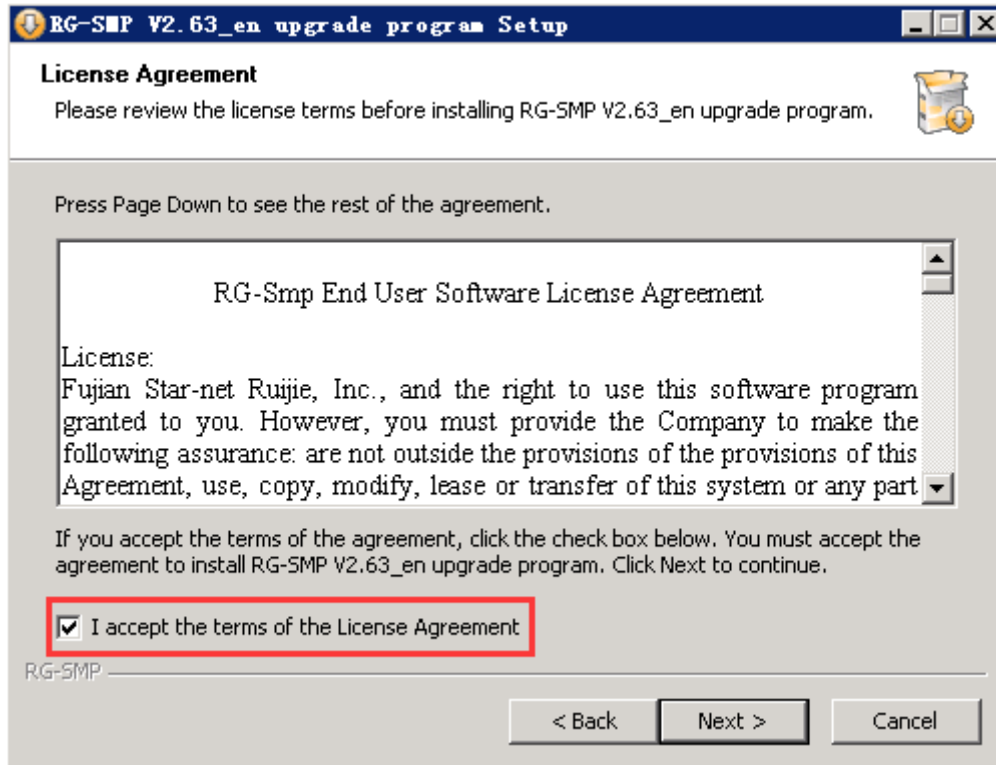 RG-SMP V2.63_en upgrade program Setup
License Agreement
Please review the license terms before installing RG-SMP V2.63_en upgrade program.
Press Page Down to see the rest of the agreement.
RG-Smp End User Software License Agreement
License:
Fujian Star-net Ruijie, Inc., and the right to use this software program
granted to you. However, you must provide the Company to make the
following assurance: are not outside the provisions of the provisions of this
Agreement, use, copy, modify, lease or transfer of this system or any part
If you accept the terms of the agreement, click the check box below. You must accept the
agreement to install RG-SMP V2.63_en upgrade program. Click Next to continue.
I accept the terms of the License Agreement
RG-SMP
< Back Next > Cancel